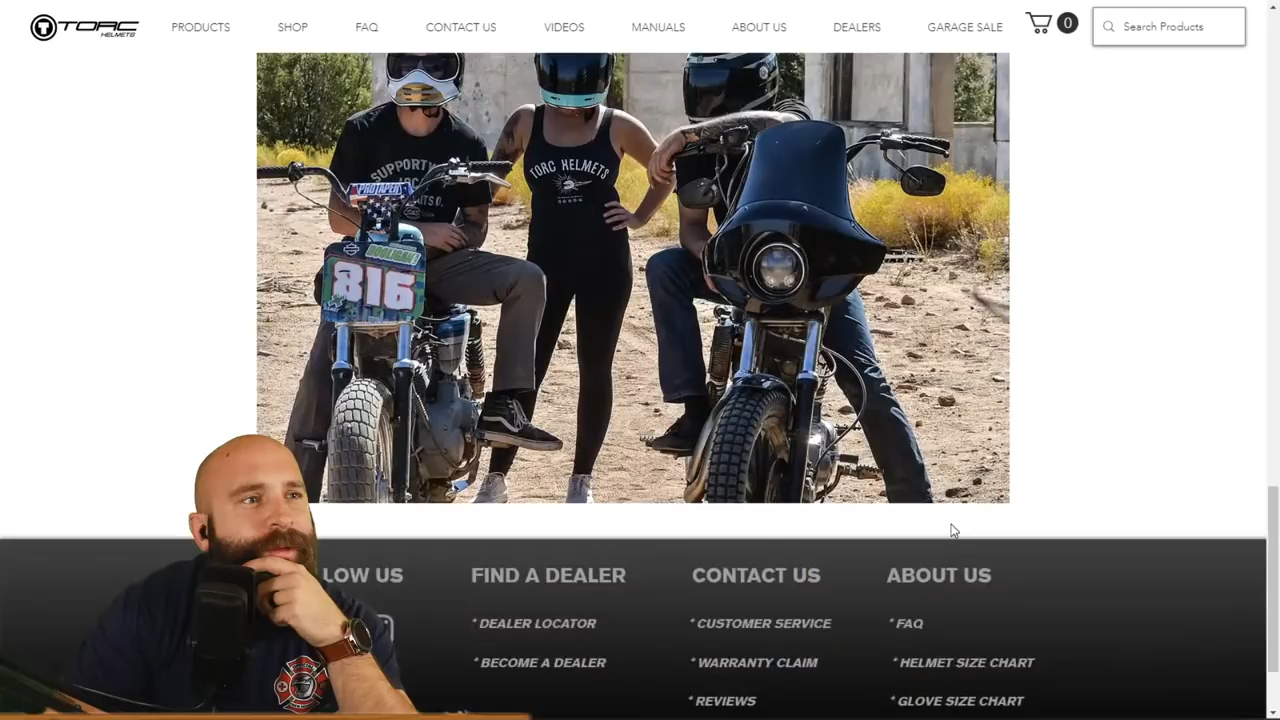 TORC
HELMETS
PRODUCTS
SHOP
FAQ
CONTACT US
VIDEOS
MANUALS
ABOUT US
DEALERS
GARAGE SALE
0
Search Products
SUPPORT
TORC HELMETS
PROTAPER
HOOLIGAN!
816
LOW US
FIND A DEALER
CONTACT US
ABOUT US
* DEALER LOCATOR
* CUSTOMER SERVICE
* FAQ
* BECOME A DEALER
* WARRANTY CLAIM
* HELMET SIZE CHART
* REVIEWS
* GLOVE SIZE CHART